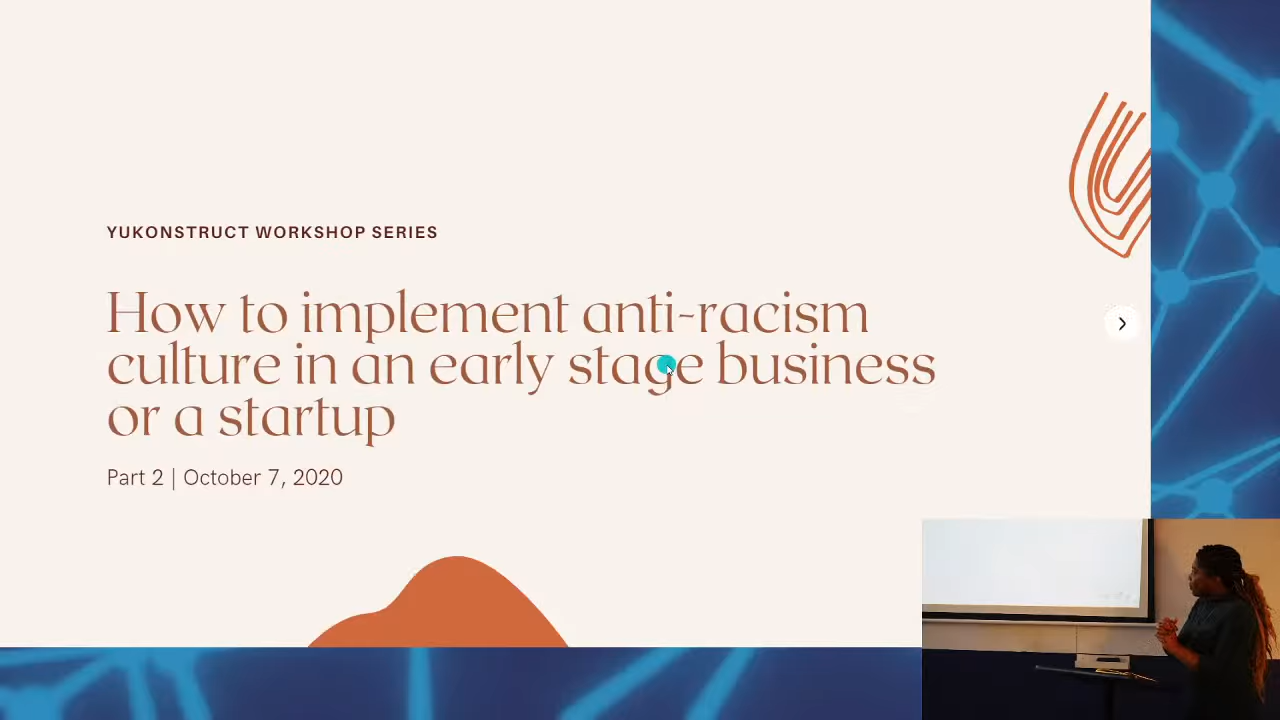 YUKONSTRUCT WORKSHOP SERIES
How to implement anti-racism
culture in an early stage business
or a startup
Part 2 | October 7, 2020